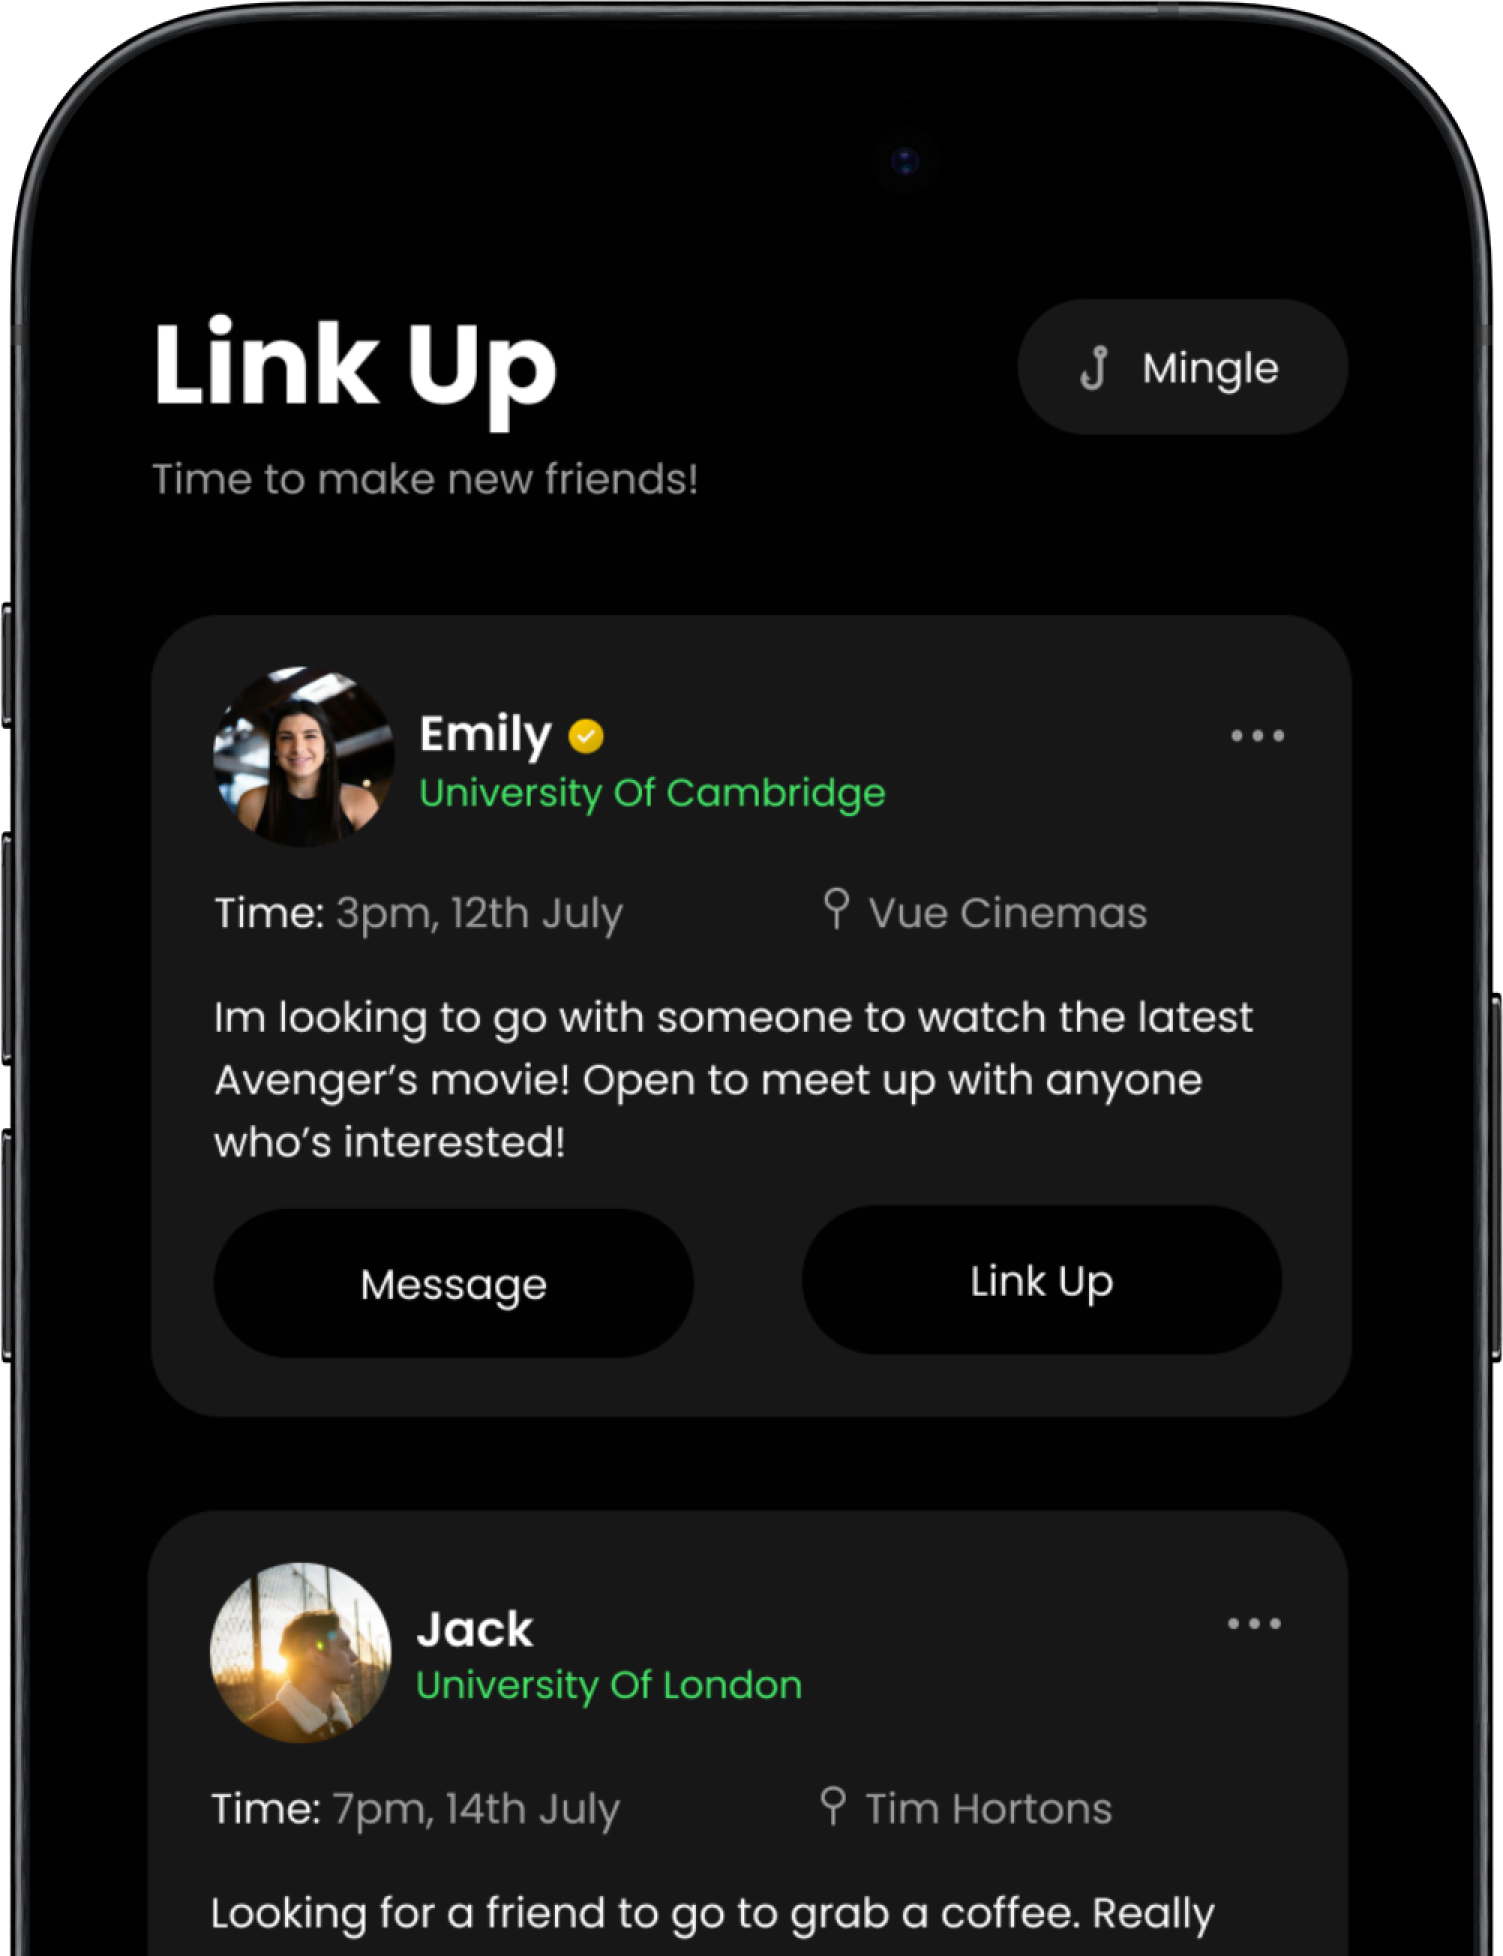 Link Up
Mingle
Time to make new friends!
Emily
University Of Cambridge
Time: 3pm, 12th July
Vue Cinemas
Im looking to go with someone to watch the latest
Avenger’s movie! Open to meet up with anyone
who’s interested!
Message
Link Up
Jack
University Of London
Time: 7pm, 14th July
Tim Hortons
Looking for a friend to go to grab a coffee. Really